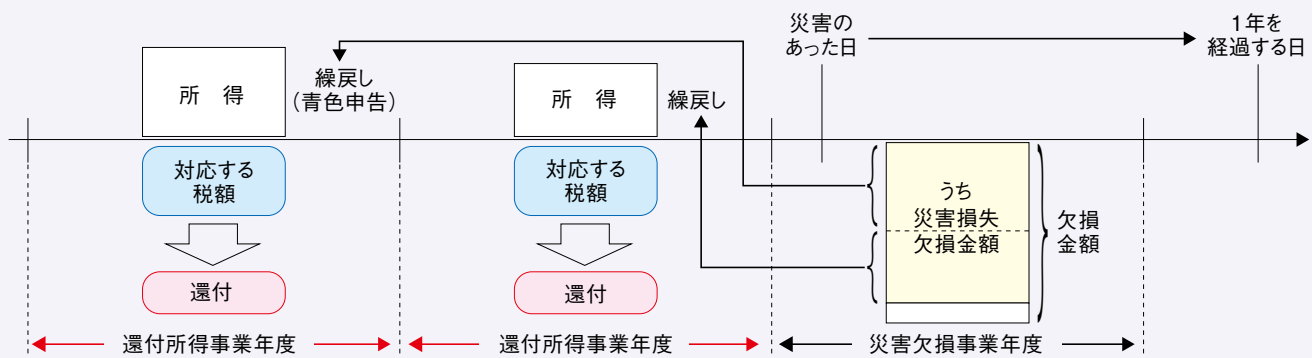 災害の
あった日
1年を
経過する日
所 得
繰戻し
（青色申告）
所 得
繰戻し
対応する
税額
対応する
税額
うち
災害損失
欠損金額
欠損
金額
還付
還付
還付所得事業年度
還付所得事業年度
災害欠損事業年度